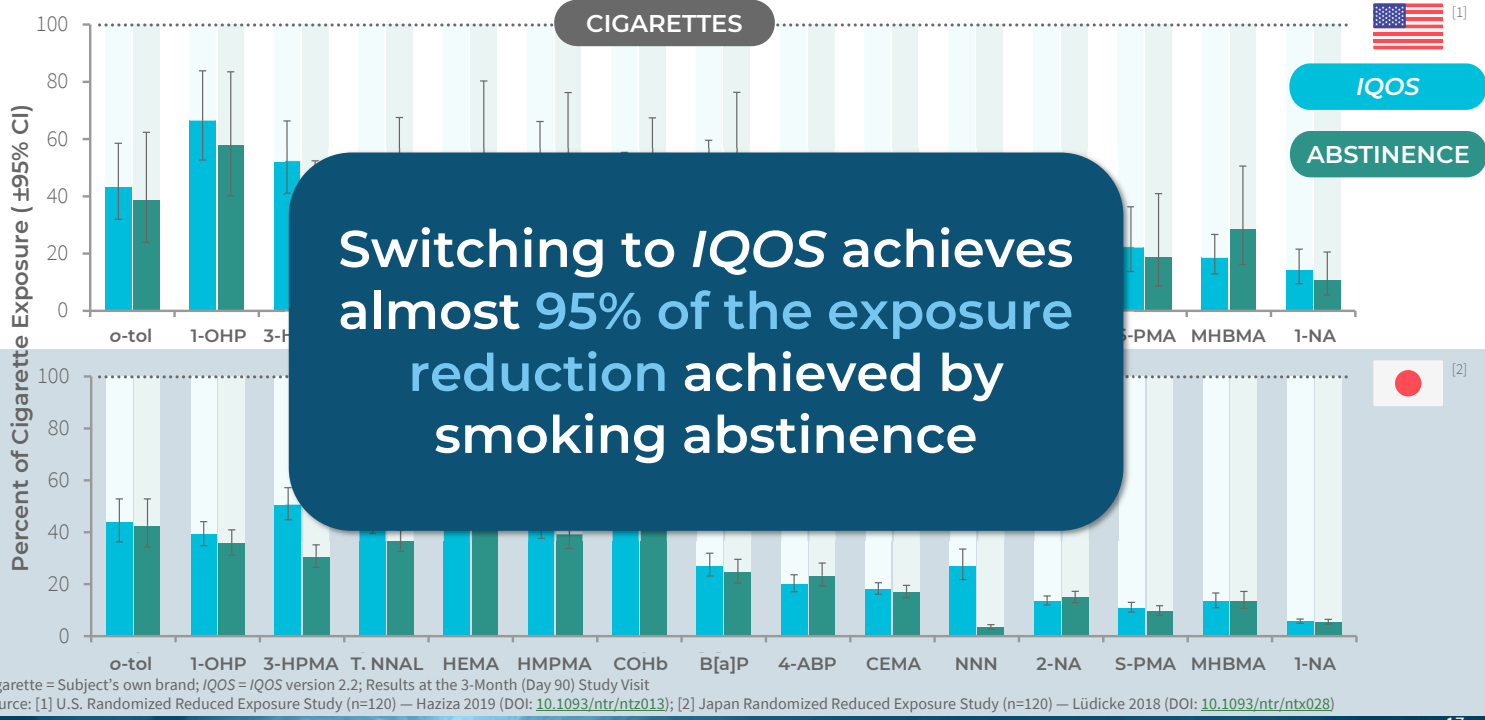 CIGARETTES
[1]
IQOS
ABSTINENCE
Percent of Cigarette Exposure (±95% CI)
100
80
60
40
20
0
o-tol 1-OHP S-PMA MHBMA 1-NA
Switching to IQOS achieves
almost 95% of the exposure
reduction achieved by
smoking abstinence
[2]
100
80
60
40
20
0
o-tol 1-OHP 3-HPMA T. NNAL HEMA HMPMA COHb B[a]P 4-ABP CEMA NNN 2-NA S-PMA MHBMA 1-NA
garette = Subject's own brand; IQOS = IQOS version 2.2; Results at the 3-Month (Day 90) Study Visit
urce: [1] U.S. Randomized Reduced Exposure Study (n=120) — Haziza 2019 (DOI: 10.1093/ntr/ntz013); [2] Japan Randomized Reduced Exposure Study (n=120) — Lüdicke 2018 (DOI: 10.1093/ntr/ntx028)